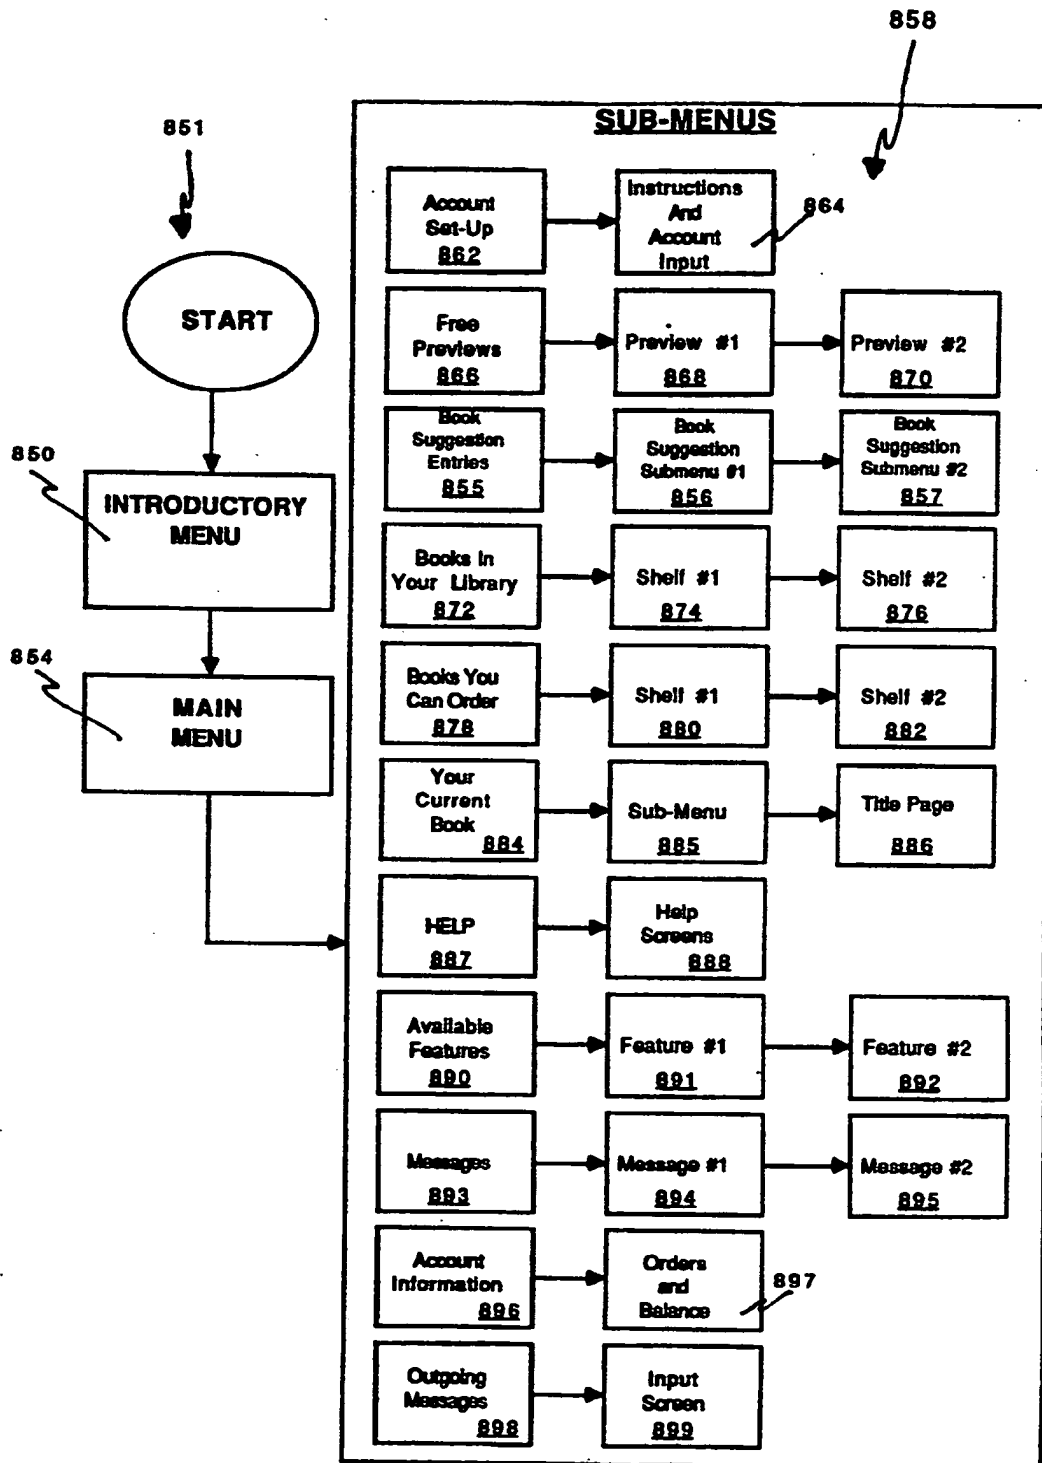 858
851
SUB-MENUS
START
850
INTRODUCTORY
MENU
854
MAIN
MENU
Account
Set-Up
862
Instructions
And
Account
Input
864
Free
Previews
866
Preview #1
868
Preview #2
870
Book
Suggestion
Entries
855
Book
Suggestion
Submenu #1
856
Book
Suggestion
Submenu #2
857
Books In
Your Library
872
Shelf #1
874
Shelf #2
876
Books You
Can Order
878
Shelf #1
880
Shelf #2
882
Your
Current
Book
884
Sub-Menu
885
Title Page
886
HELP
887
Help
Screens
888
Available
Features
890
Feature #1
891
Feature #2
892
Messages
893
Message #1
894
Message #2
895
Account
Information
896
Orders
and
Balance
897
Outgoing
Messages
898
Input
Screen
899